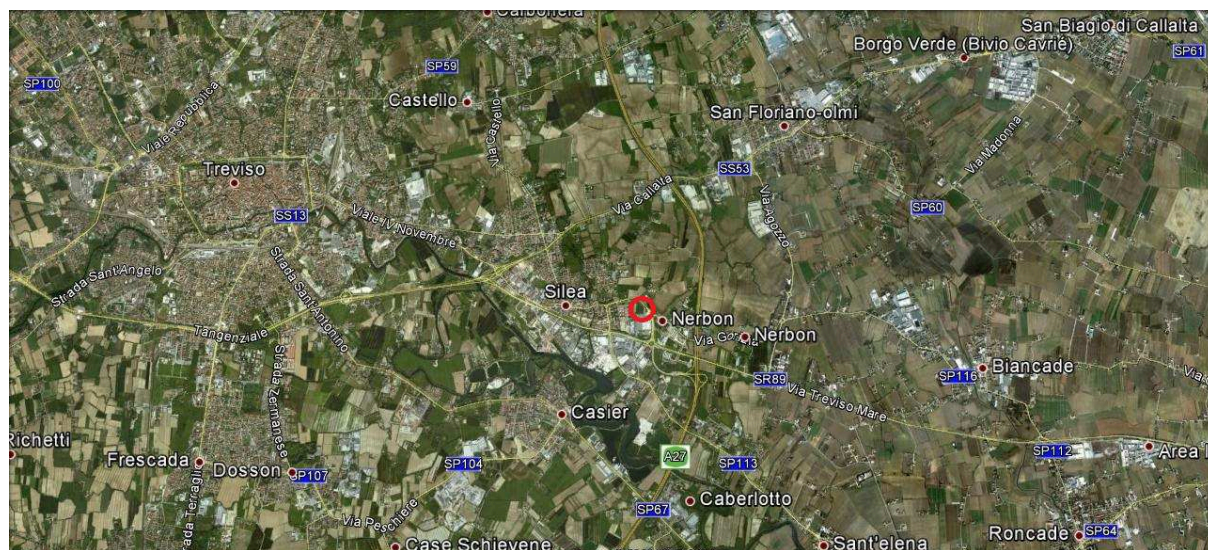 Carbonera
San Biagio di Callalta
Borgo Verde (Bivio Cavriè)
SP61
SP59
SP100
Castello
Via Castello
Viale Repubblica
San Floriano-olmi
Via Madonna
Treviso
SS53
Via Callalta
SP60
SS13
Viale IV Novembre
Via Agozzo
Strada Sant'Angelo
Strada Sant'Antonino
Silea
Nerbon
Nerbon
Tangenziale
Strada Zermanese
SR89
Via Treviso Mare
SP116
Biancade
Via
Casier
Richetti
Frescada
Dosson
SP107
SP104
A27
SP113
SP112
Via Peschiere
SP67
Caberlotto
Roncade
SP64
Case Schievene
Sant'elena